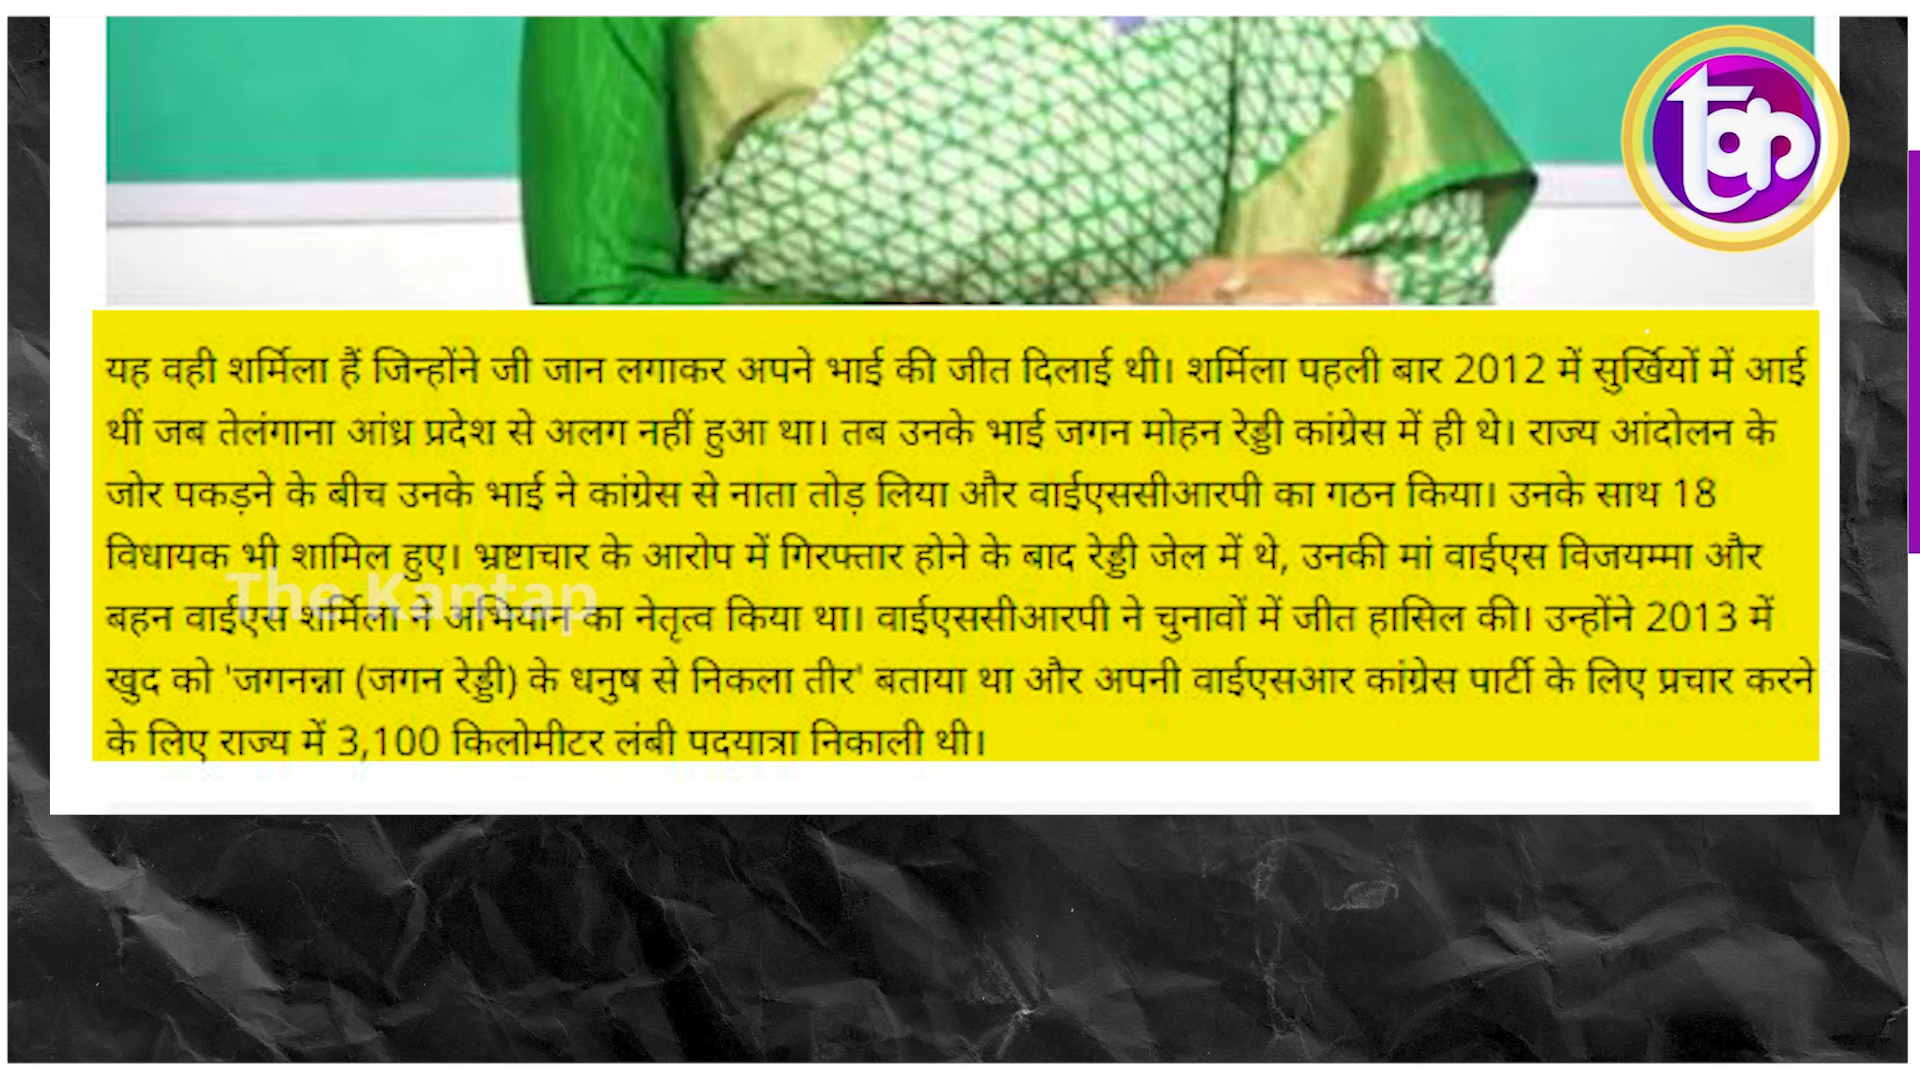 tap
यह वही शर्मिला हैं जिन्होंने जी जान लगाकर अपने भाई की जीत दिलाई थी। शर्मिला पहली बार 2012 में सुर्खियों में आई
थीं जब तेलंगाना आंध्र प्रदेश से अलग नहीं हुआ था। तब उनके भाई जगन मोहन रेड्डी कांग्रेस में ही थे। राज्य आंदोलन के
जोर पकड़ने के बीच उनके भाई ने कांग्रेस से नाता तोड़ लिया और वाईएससीआरपी का गठन किया। उनके साथ 18
विधायक भी शामिल हुए। भ्रष्टाचार के आरोप में गिरफ्तार होने के बाद रेड्डी जेल में थे, उनकी मां वाईएस विजयम्मा और
The Kantap
बहन वाईएस शर्मिला ने अभियान का नेतृत्व किया था। वाईएससीआरपी ने चुनावों में जीत हासिल की। उन्होंने 2013 में
खुद को 'जगनन्ना (जगन रेड्डी) के धनुष से निकला तीर' बताया था और अपनी वाईएसआर कांग्रेस पार्टी के लिए प्रचार करने
के लिए राज्य में 3,100 किलोमीटर लंबी पदयात्रा निकाली थी।